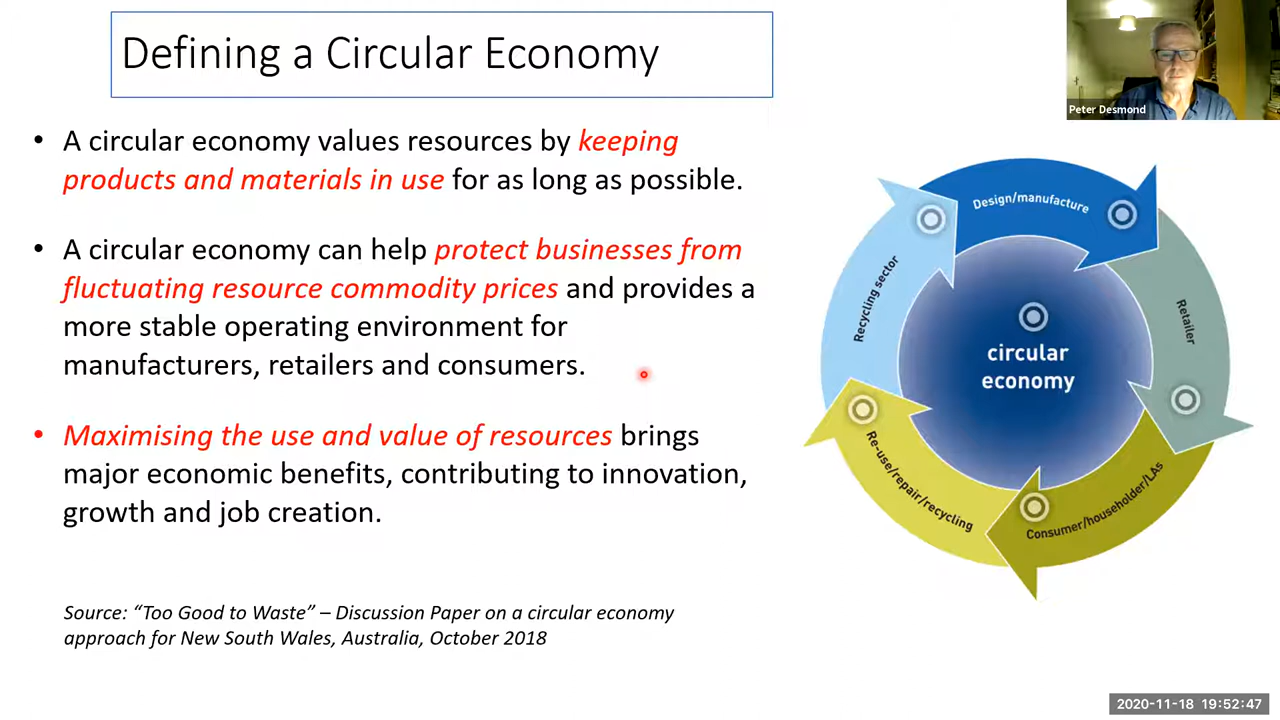 Defining a Circular Economy
Peter Desmond
• A circular economy values resources by keeping
products and materials in use for as long as possible.
• A circular economy can help protect businesses from
fluctuating resource commodity prices and provides a
more stable operating environment for
manufacturers, retailers and consumers.
• Maximising the use and value of resources brings
major economic benefits, contributing to innovation,
growth and job creation.
Source: “Too Good to Waste” – Discussion Paper on a circular economy
approach for New South Wales, Australia, October 2018
Design/manufacture
Retailer
Consumer/householder/LAs
Re-use/repair/recycling
Recycling sector
circular
economy
2020-11-18 19:52:47